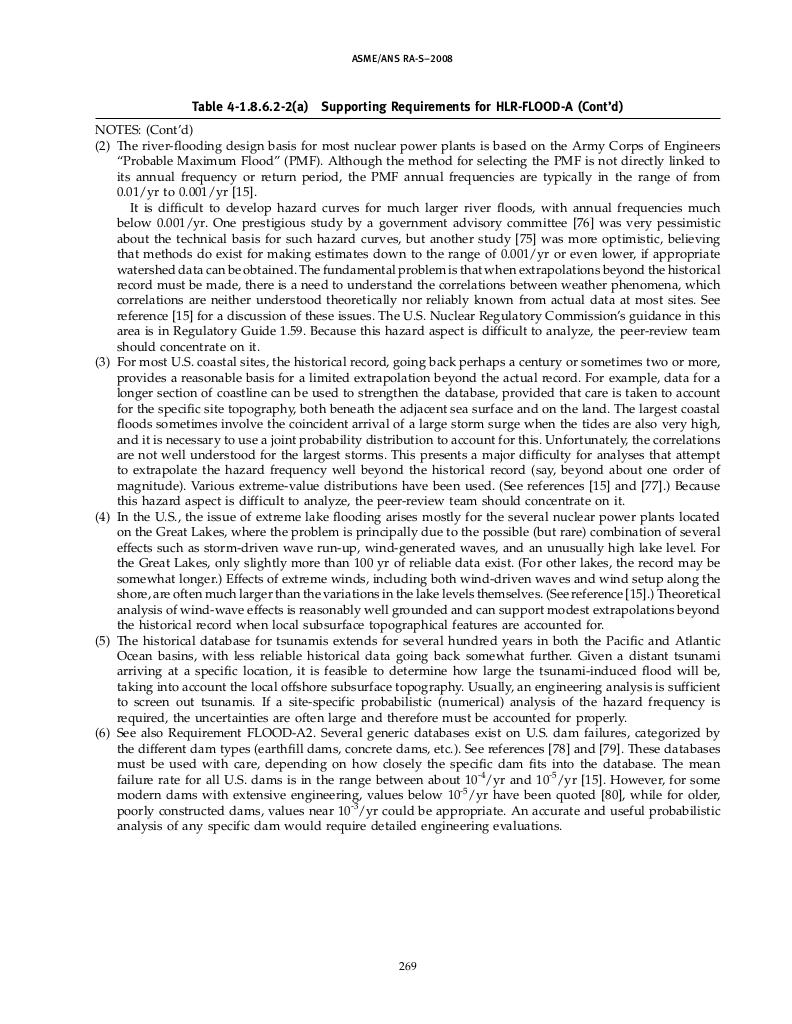 ASME/ANS RA-S–2008
Table 4-1.8.6.2-2(a) Supporting Requirements for HLR-FLOOD-A (Cont’d)
NOTES: (Cont’d)
(2) The river-flooding design basis for most nuclear power plants is based on the Army Corps of Engineers
“Probable Maximum Flood” (PMF). Although the method for selecting the PMF is not directly linked to
its annual frequency or return period, the PMF annual frequencies are typically in the range of from
0.01/yr to 0.001/yr [15].
It is difficult to develop hazard curves for much larger river floods, with annual frequencies much
below 0.001/yr. One prestigious study by a government advisory committee [76] was very pessimistic
about the technical basis for such hazard curves, but another study [75] was more optimistic, believing
that methods do exist for making estimates down to the range of 0.001/yr or even lower, if appropriate
watershed data can be obtained. The fundamental problem is that when extrapolations beyond the historical
record must be made, there is a need to understand the correlations between weather phenomena, which
correlations are neither understood theoretically nor reliably known from actual data at most sites. See
reference [15] for a discussion of these issues. The U.S. Nuclear Regulatory Commission’s guidance in this
area is in Regulatory Guide 1.59. Because this hazard aspect is difficult to analyze, the peer-review team
should concentrate on it.
(3) For most U.S. coastal sites, the historical record, going back perhaps a century or sometimes two or more,
provides a reasonable basis for a limited extrapolation beyond the actual record. For example, data for a
longer section of coastline can be used to strengthen the database, provided that care is taken to account
for the specific site topography, both beneath the adjacent sea surface and on the land. The largest coastal
floods sometimes involve the coincident arrival of a large storm surge when the tides are also very high,
and it is necessary to use a joint probability distribution to account for this. Unfortunately, the correlations
are not well understood for the largest storms. This presents a major difficulty for analyses that attempt
to extrapolate the hazard frequency well beyond the historical record (say, beyond about one order of
magnitude). Various extreme-value distributions have been used. (See references [15] and [77].) Because
this hazard aspect is difficult to analyze, the peer-review team should concentrate on it.
(4) In the U.S., the issue of extreme lake flooding arises mostly for the several nuclear power plants located
on the Great Lakes, where the problem is principally due to the possible (but rare) combination of several
effects such as storm-driven wave run-up, wind-generated waves, and an unusually high lake level. For
the Great Lakes, only slightly more than 100 yr of reliable data exist. (For other lakes, the record may be
somewhat longer.) Effects of extreme winds, including both wind-driven waves and wind setup along the
shore, are often much larger than the variations in the lake levels themselves. (See reference [15].) Theoretical
analysis of wind-wave effects is reasonably well grounded and can support modest extrapolations beyond
the historical record when local subsurface topographical features are accounted for.
(5) The historical database for tsunamis extends for several hundred years in both the Pacific and Atlantic
Ocean basins, with less reliable historical data going back somewhat further. Given a distant tsunami
arriving at a specific location, it is feasible to determine how large the tsunami-induced flood will be,
taking into account the local offshore subsurface topography. Usually, an engineering analysis is sufficient
to screen out tsunamis. If a site-specific probabilistic (numerical) analysis of the hazard frequency is
required, the uncertainties are often large and therefore must be accounted for properly.
(6) See also Requirement FLOOD-A2. Several generic databases exist on U.S. dam failures, categorized by
the different dam types (earthfill dams, concrete dams, etc.). See references [78] and [79]. These databases
must be used with care, depending on how closely the specific dam fits into the database. The mean
failure rate for all U.S. dams is in the range between about 10⁻⁴/yr and 10⁻⁵/yr [15]. However, for some
modern dams with extensive engineering, values below 10⁻⁵/yr have been quoted [80], while for older,
poorly constructed dams, values near 10⁻³/yr could be appropriate. An accurate and useful probabilistic
analysis of any specific dam would require detailed engineering evaluations.
269